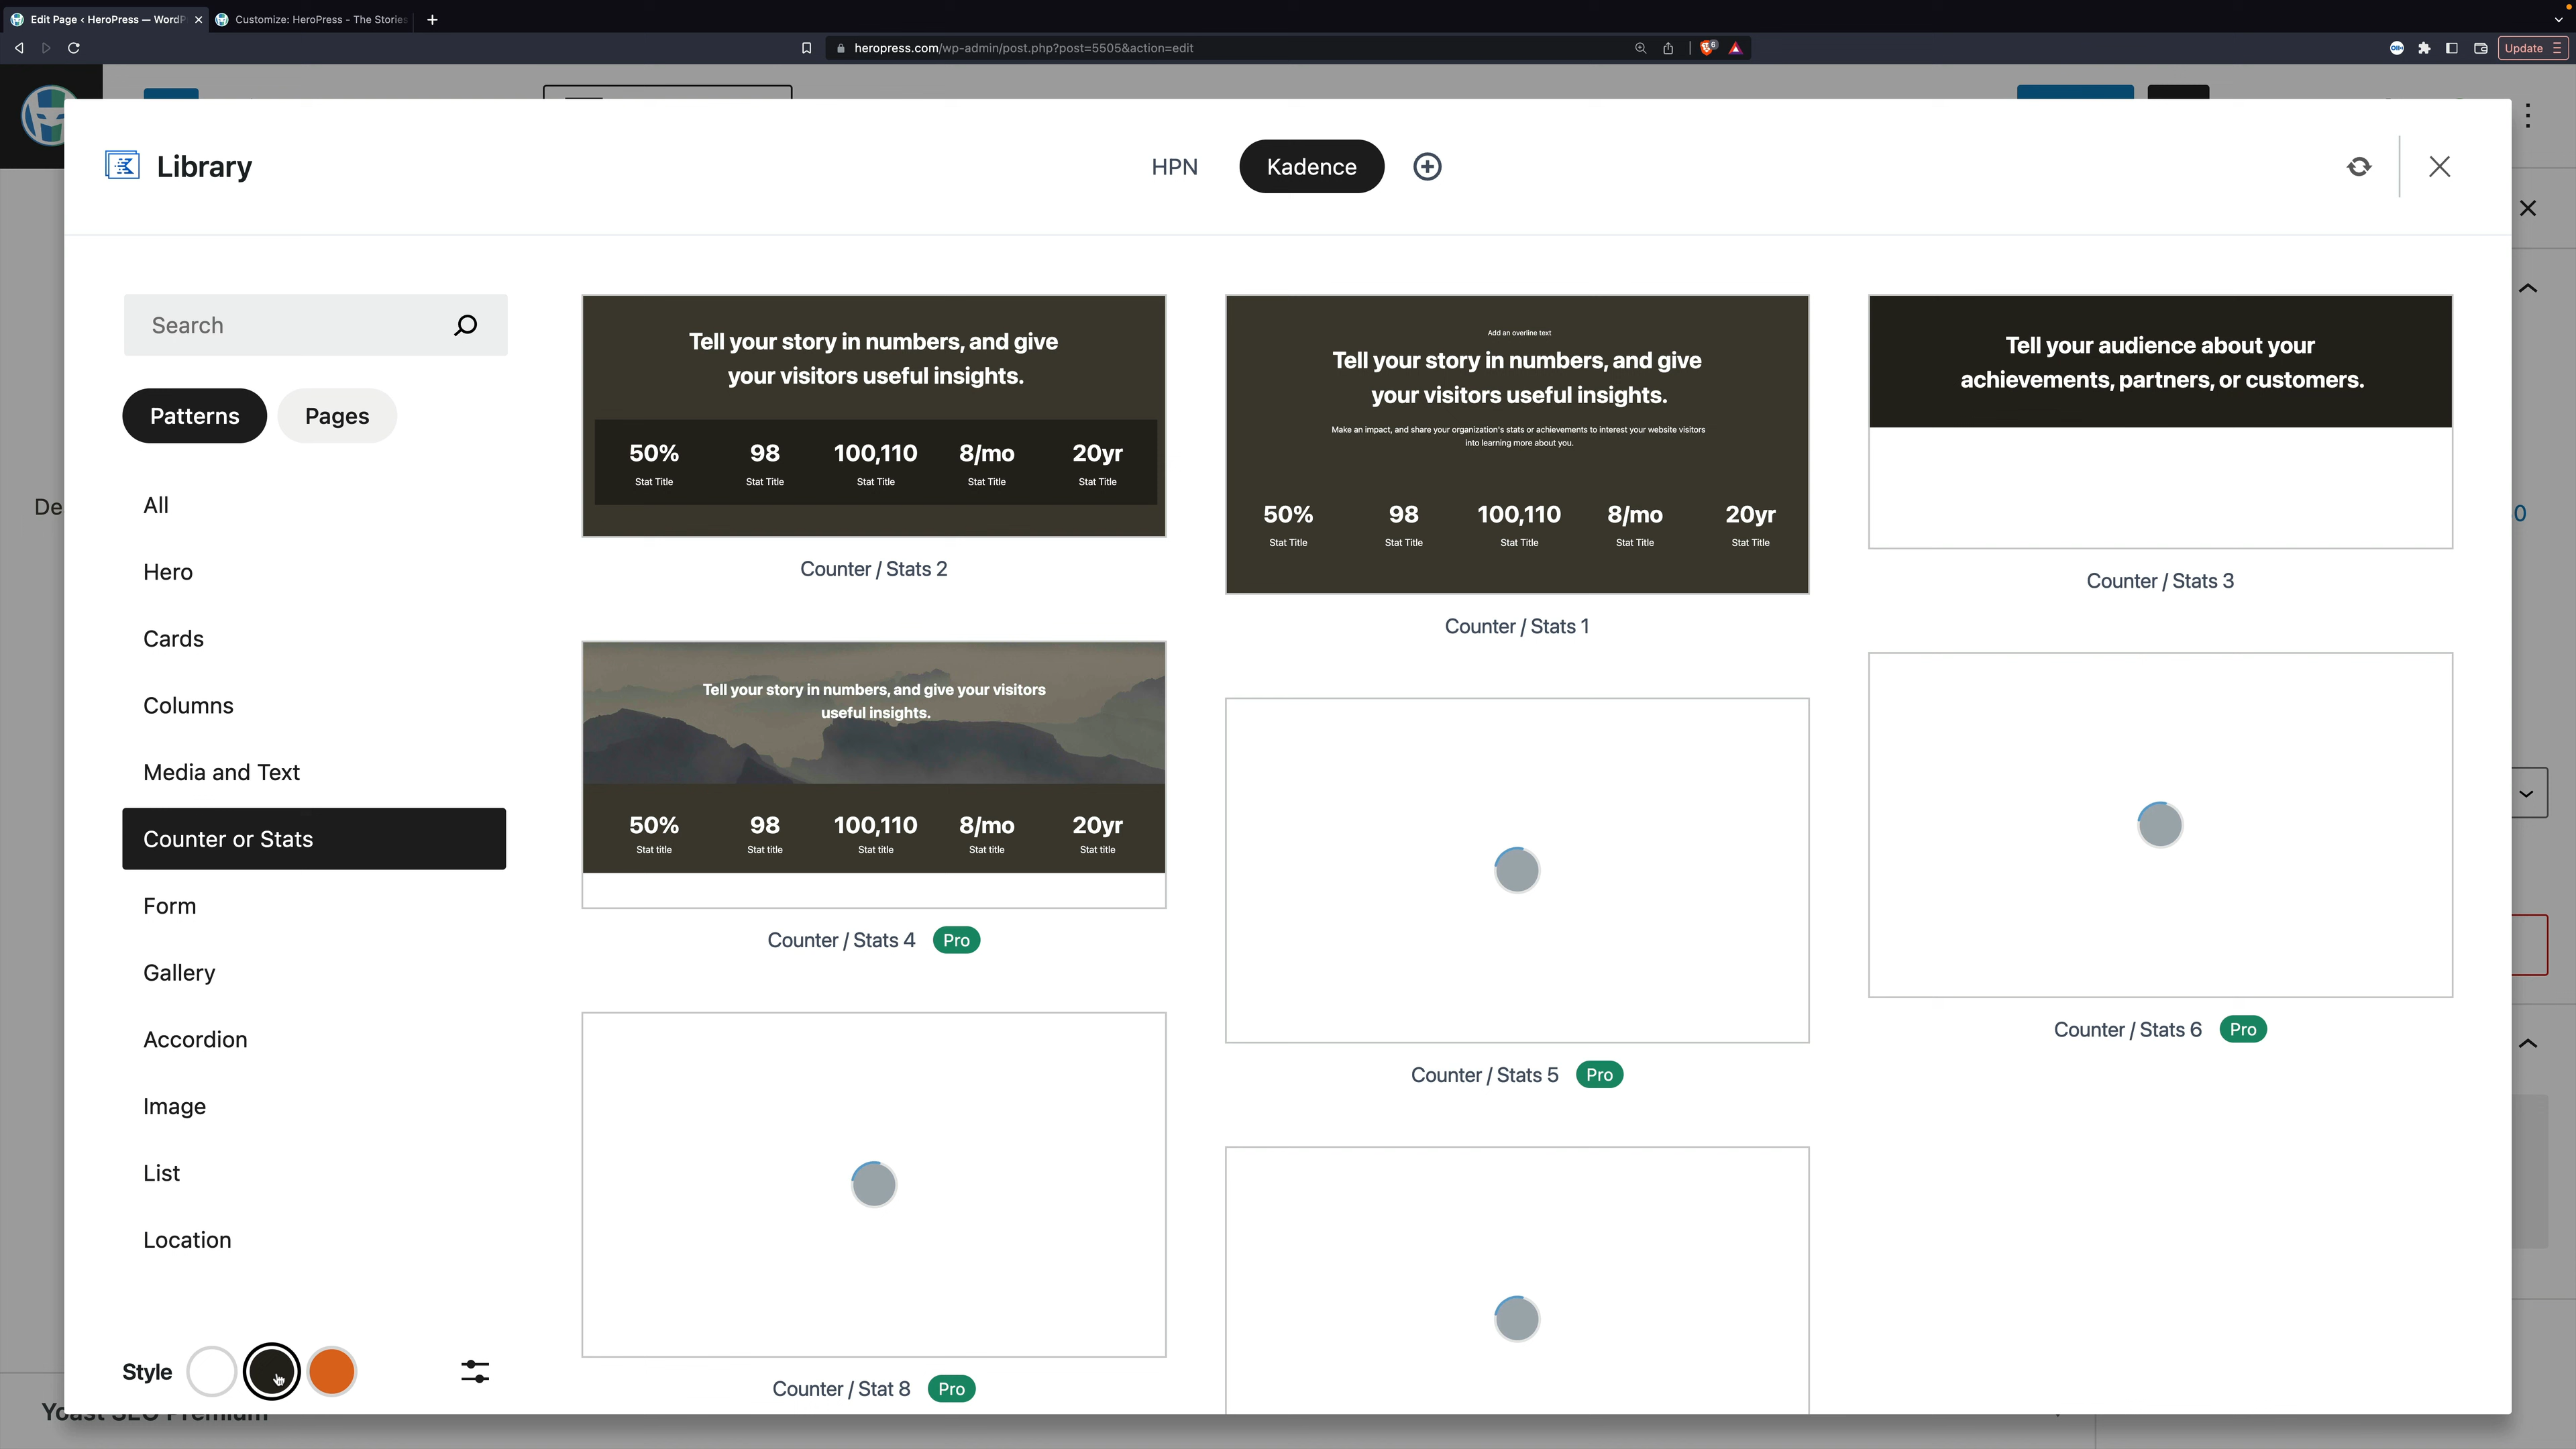 Edit Page ‹ HeroPress — WordP
Customize: HeroPress - The Stories
heropress.com/wp-admin/post.php?post=5505&action=edit
6
Update
Library
HPN
Kadence
Search
Patterns
Pages
All
Hero
Cards
Columns
Media and Text
Counter or Stats
Form
Gallery
Accordion
Image
List
Location
Style
De
Tell your story in numbers, and give
your visitors useful insights.
50% 98 100,110 8/mo 20yr
Stat Title Stat Title Stat Title Stat Title Stat Title
Counter / Stats 2
Add an overline text
Tell your story in numbers, and give
your visitors useful insights.
Make an impact, and share your organization's stats or achievements to interest your website visitors
into learning more about you.
50% 98 100,110 8/mo 20yr
Stat Title Stat Title Stat Title Stat Title Stat Title
Counter / Stats 1
Tell your audience about your
achievements, partners, or customers.
Counter / Stats 3
Tell your story in numbers, and give your visitors
useful insights.
50% 98 100,110 8/mo 20yr
Stat title Stat title Stat title Stat title Stat title
Counter / Stats 4 Pro
Counter / Stats 5 Pro
Counter / Stats 6 Pro
Counter / Stat 8 Pro
Yoast SEO Premium